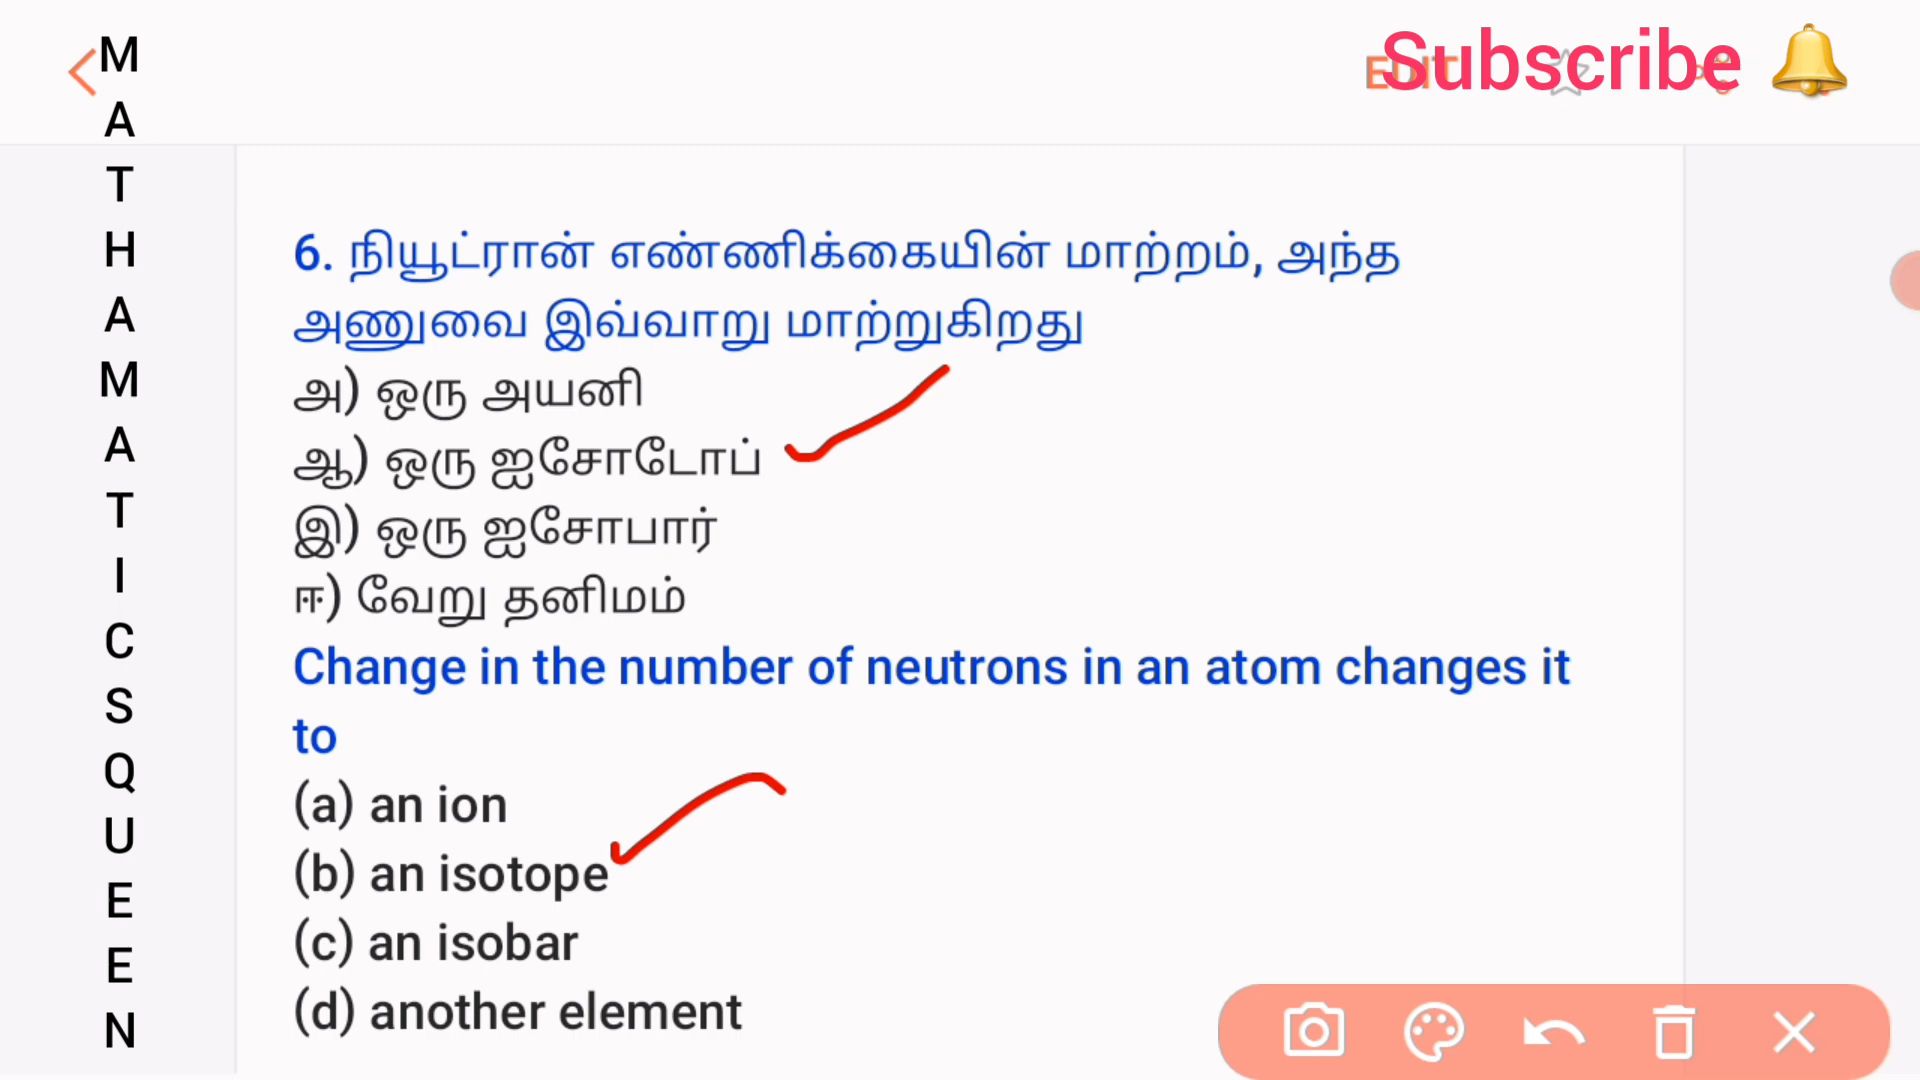 MATHAMATICSQUEEN
Subscribe
6. நியூட்ரான் எண்ணிக்கையின் மாற்றம், அந்த
அணுவை இவ்வாறு மாற்றுகிறது
அ) ஒரு அயனி
ஆ) ஒரு ஐசோடோப்
இ) ஒரு ஐசோபார்
ஈ) வேறு தனிமம்
Change in the number of neutrons in an atom changes it
to
(a) an ion
(b) an isotope
(c) an isobar
(d) another element